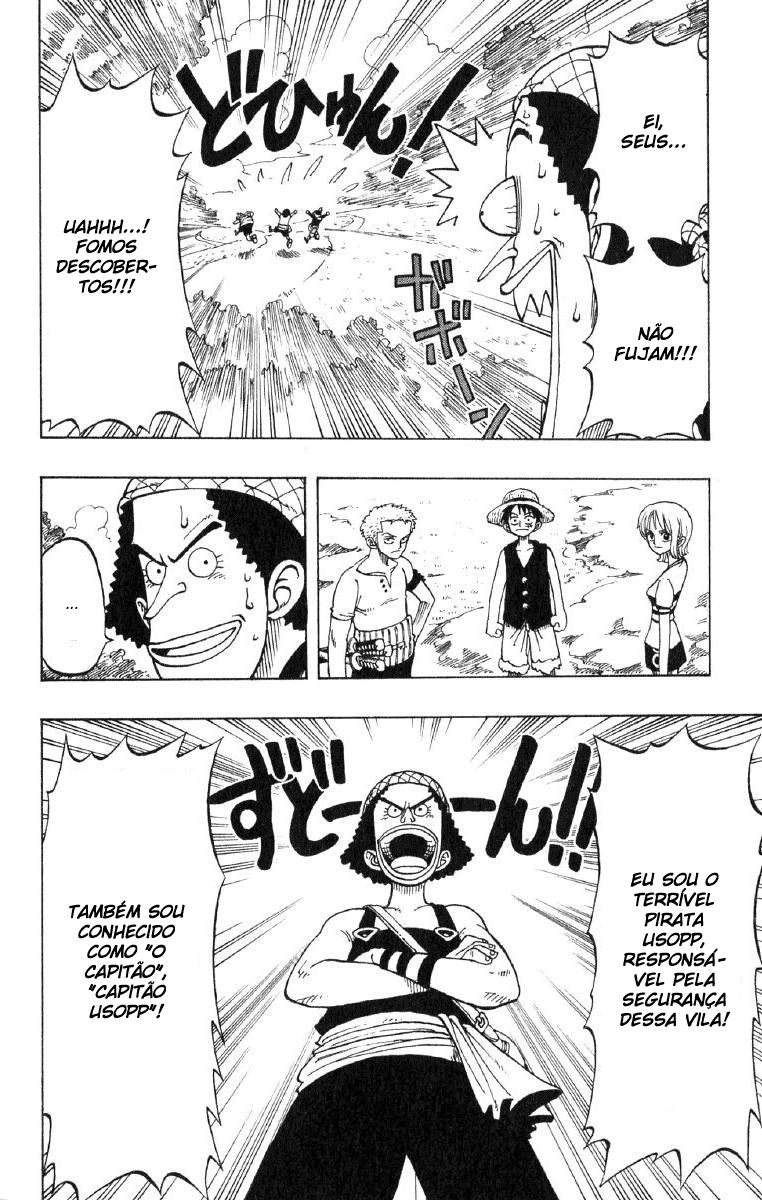 EI,
SEUS...
NÃO
FUJAM!!!
どひゅん!
ガボーン
UAHHH...!
FOMOS
DESCOBER-
TOS!!!
...
ずどーーん!!
EU SOU O
TERRÍVEL
PIRATA
USOPP,
RESPONSÁ-
VEL PELA
SEGURANÇA
DESSA VILA!
TAMBÉM SOU
CONHECIDO
COMO "O
CAPITÃO",
"CAPITÃO
USOPP"!